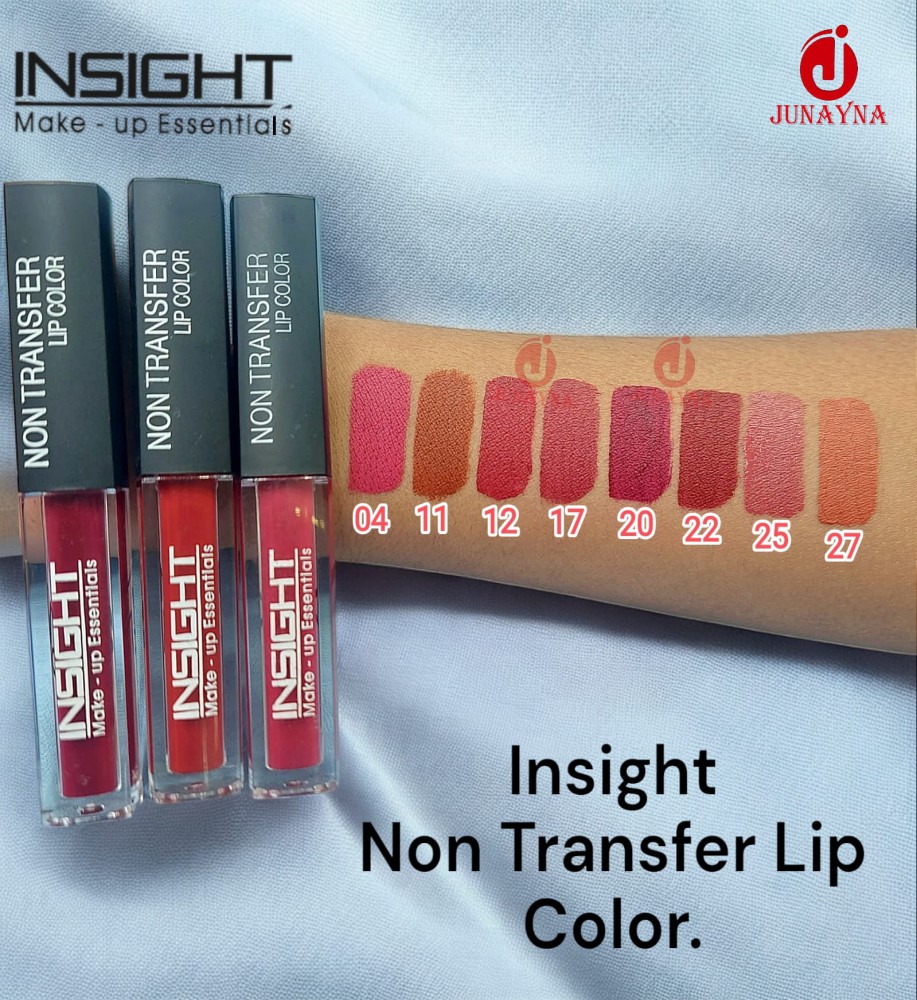 INSIGHT
Make - up Essentials
JUNAYNA
NON TRANSFER
LIP COLOR
NON TRANSFER
LIP COLOR
NON TRANSFER
LIP COLOR
INSIGHT
Make - up Essentials
INSIGHT
Make - up Essentials
INSIGHT
Make - up Essentials
JUNAYNA
JUNAYNA
04 11 12 17 20 22 25 27
Insight
Non Transfer Lip
Color.